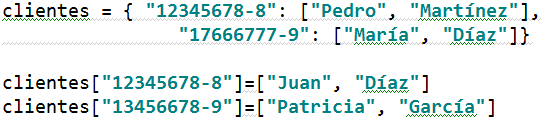 clientes = { "12345678-8": ["Pedro", "Martínez"],
"17666777-9": ["María", "Díaz"]}
clientes["12345678-8"]=["Juan", "Díaz"]
clientes["13456678-9"]=["Patricia", "García"]